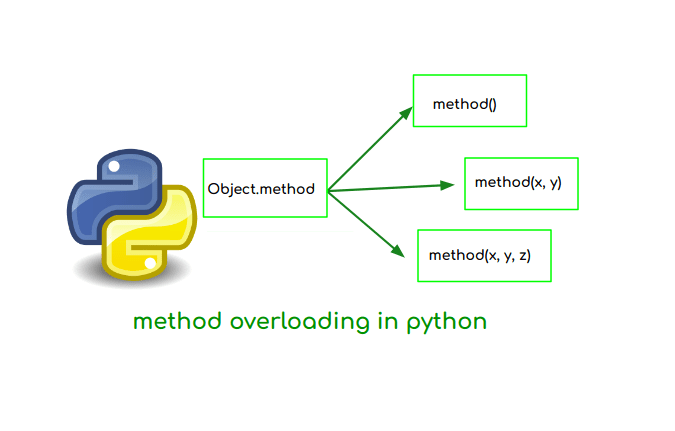 method()
Object.method
method(x, y)
method(x, y, z)
method overloading in python